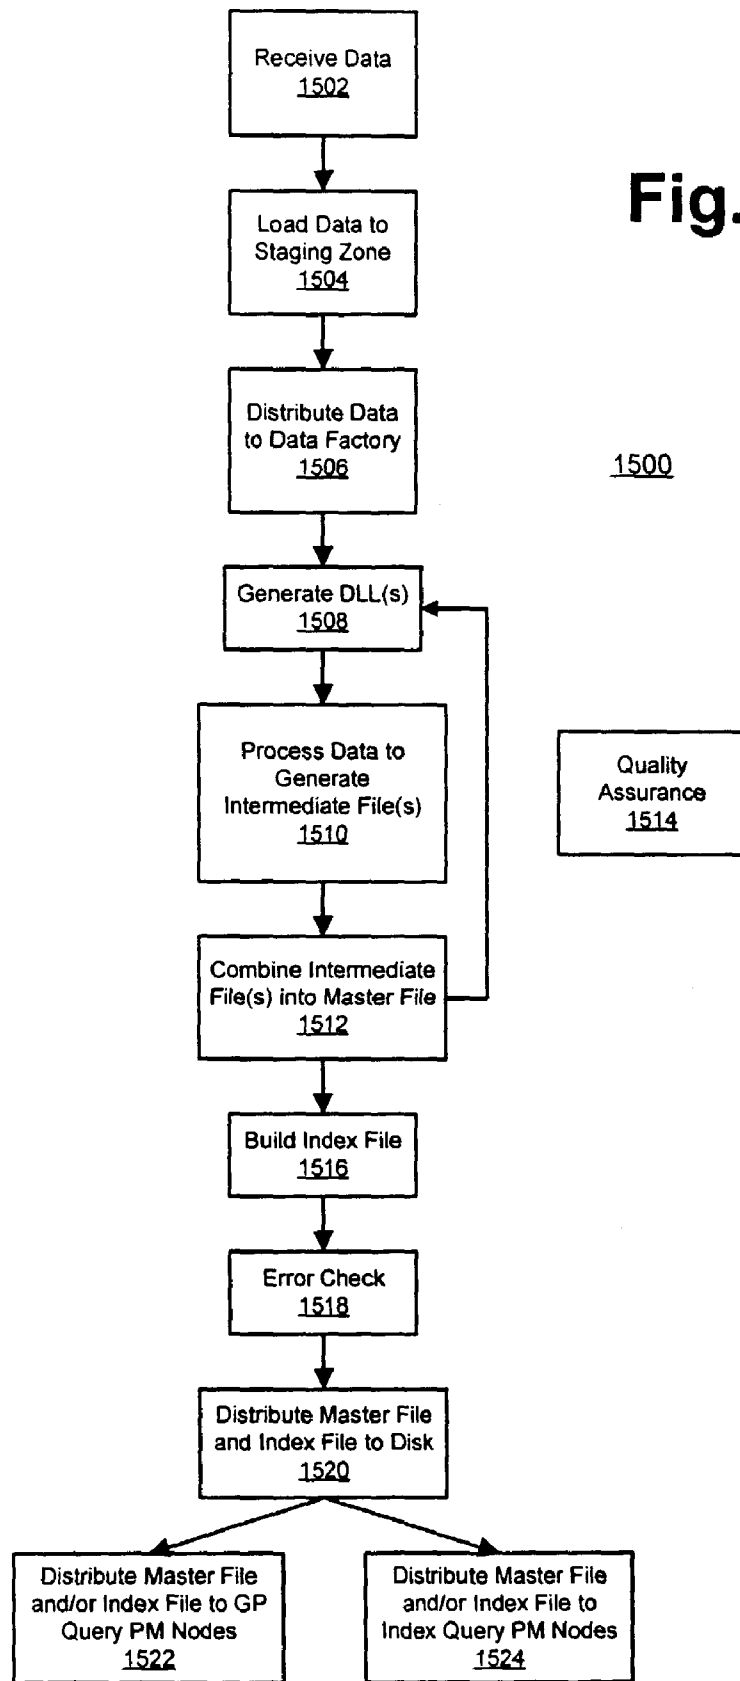 Receive Data
1502
Fig.
Load Data to
Staging Zone
1504
Distribute Data
to Data Factory
1506
1500
Generate DLL(s)
1508
Process Data to
Generate
Intermediate File(s)
1510
Quality
Assurance
1514
Combine Intermediate
File(s) into Master File
1512
Build Index File
1516
Error Check
1518
Distribute Master File
and Index File to Disk
1520
Distribute Master File
and/or Index File to GP
Query PM Nodes
1522
Distribute Master File
and/or Index File to
Index Query PM Nodes
1524